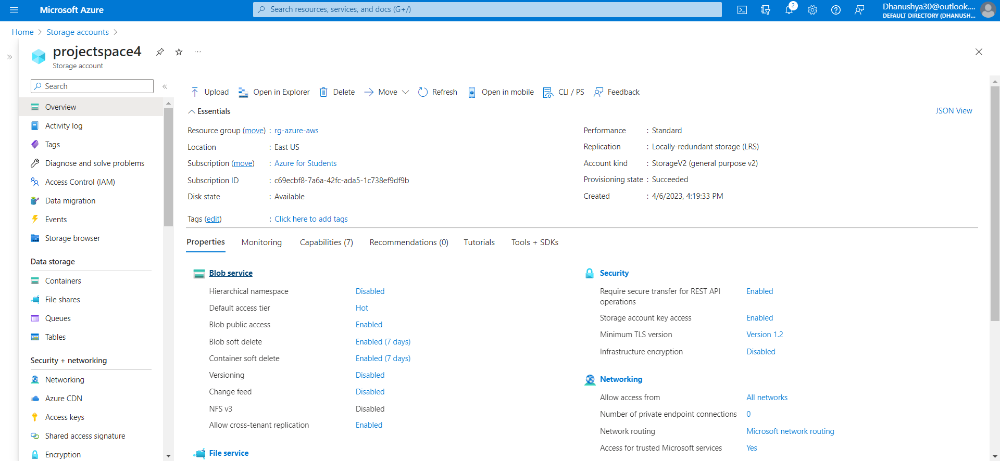 Microsoft Azure
Search resources, services, and docs (G+/)
2
Dhanushya30@outlook....
DEFAULT DIRECTORY (DHANUSH...
Home > Storage accounts >
projectspace4
Storage account
Search
Overview
Activity log
Tags
Diagnose and solve problems
Access Control (IAM)
Data migration
Events
Storage browser
Data storage
Containers
File shares
Queues
Tables
Security + networking
Networking
Azure CDN
Access keys
Shared access signature
Encryption
Upload Open in Explorer Delete Move Refresh Open in mobile CLI / PS Feedback
Essentials
JSON View
Resource group (move) : rg-azure-aws
Location : East US
Subscription (move) : Azure for Students
Subscription ID : c69ecbf8-7a6a-42fc-ada5-1c738ef9df9b
Disk state : Available
Tags (edit) : Click here to add tags
Performance : Standard
Replication : Locally-redundant storage (LRS)
Account kind : StorageV2 (general purpose v2)
Provisioning state : Succeeded
Created : 4/6/2023, 4:19:33 PM
Properties Monitoring Capabilities (7) Recommendations (0) Tutorials Tools + SDKs
Blob service
Hierarchical namespace Disabled
Default access tier Hot
Blob public access Enabled
Blob soft delete Enabled (7 days)
Container soft delete Enabled (7 days)
Versioning Disabled
Change feed Disabled
NFS v3 Disabled
Allow cross-tenant replication Enabled
File service
Security
Require secure transfer for REST API operations Enabled
Storage account key access Enabled
Minimum TLS version Version 1.2
Infrastructure encryption Disabled
Networking
Allow access from All networks
Number of private endpoint connections 0
Network routing Microsoft network routing
Access for trusted Microsoft services Yes